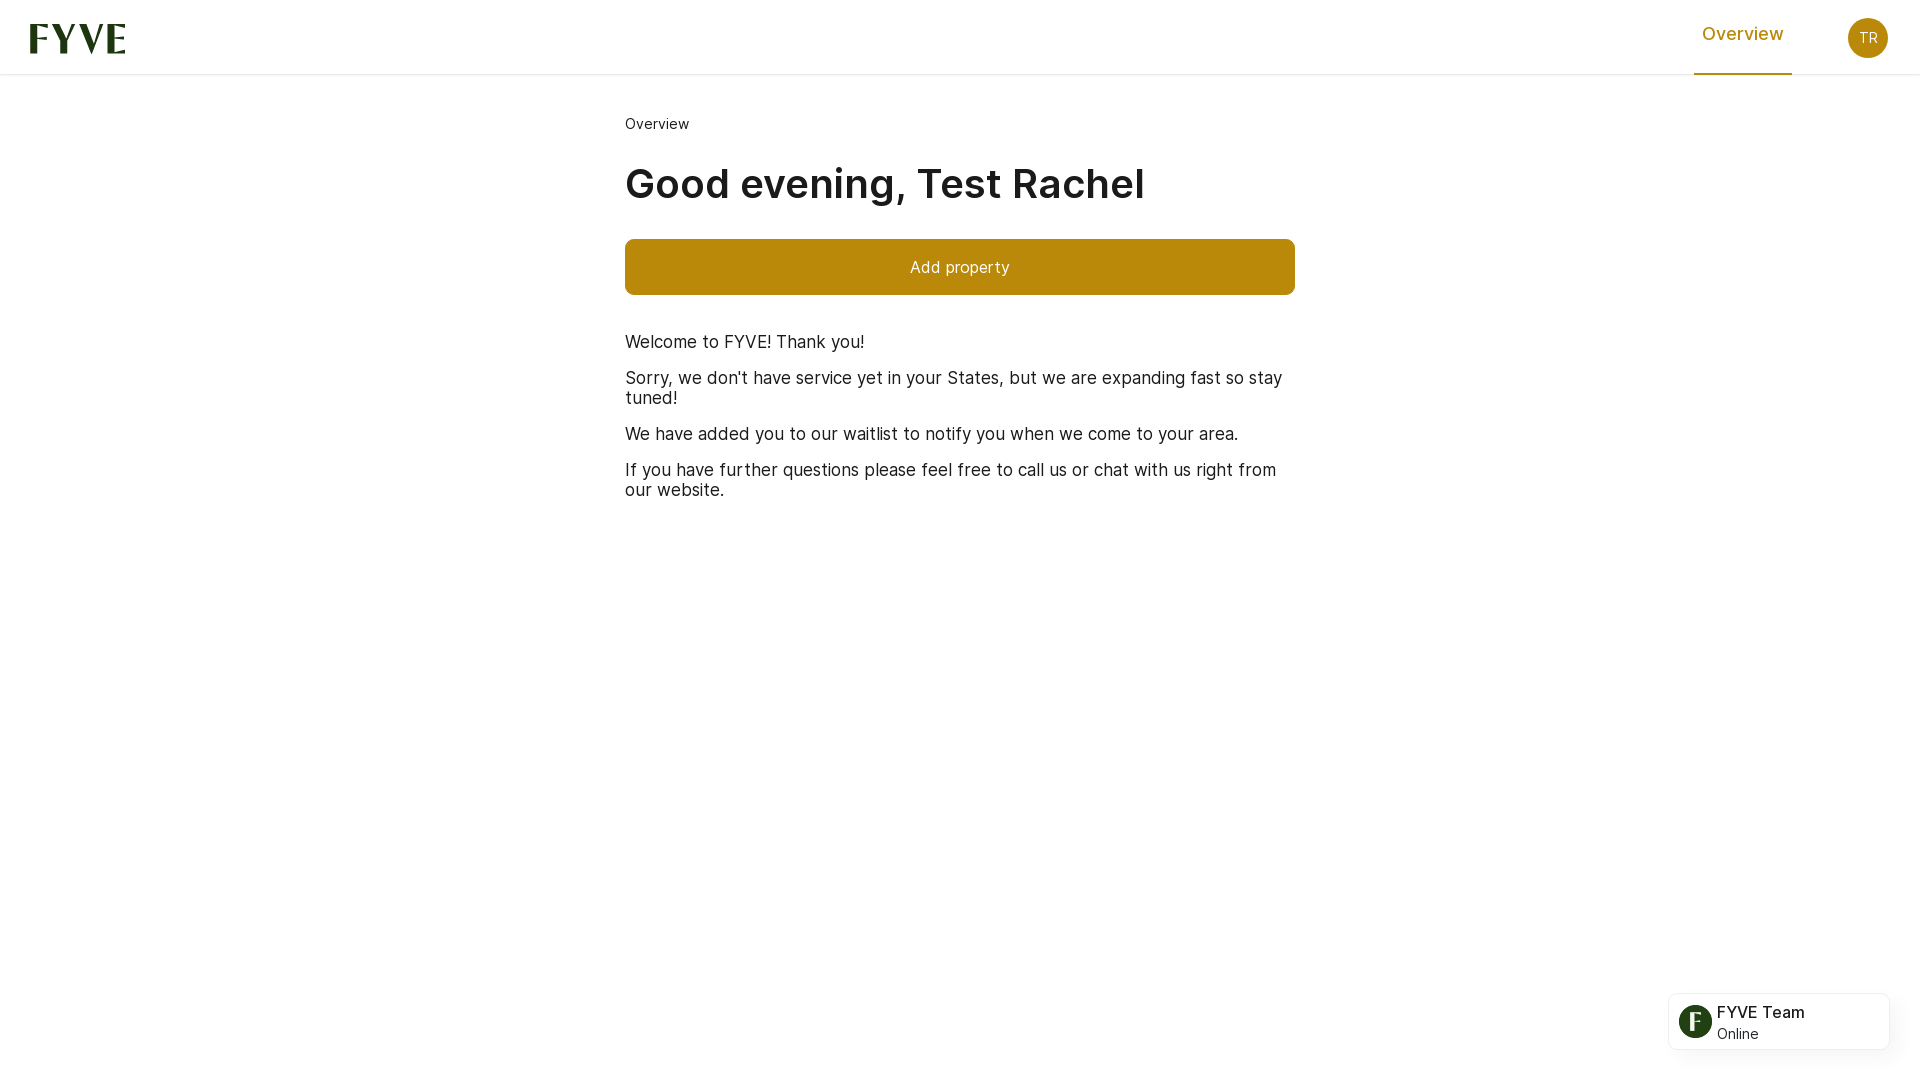 FYVE
Overview
TR
Overview
Good evening, Test Rachel
Add property
Welcome to FYVE! Thank you!
Sorry, we don't have service yet in your States, but we are expanding fast so stay
tuned!
We have added you to our waitlist to notify you when we come to your area.
If you have further questions please feel free to call us or chat with us right from
our website.
F
FYVE Team
Online